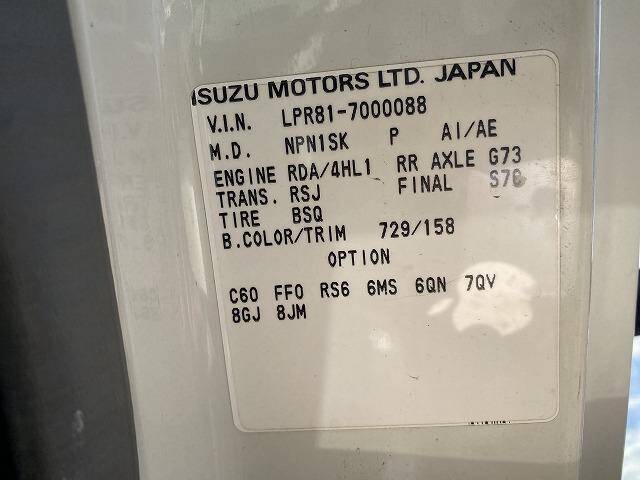 ISUZU MOTORS LTD. JAPAN
V.I.N. LPR81-7000088
M.D. NPN1SK P AI/AE
ENGINE RDA/4HL1 RR AXLE G73
TRANS. RSJ FINAL S78
TIRE BSQ
B.COLOR/TRIM 729/158
OPTION
C60 FF0 RS6 6MS 6QN 7QV
8GJ 8JM